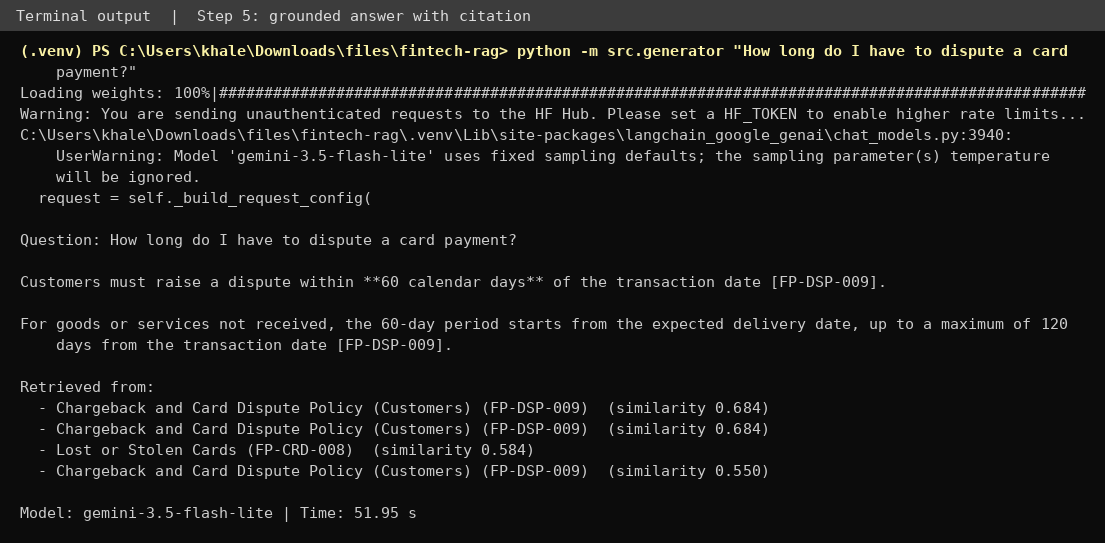 Terminal output  |  Step 5: grounded answer with citation
(.venv) PS C:\Users\khale\Downloads\files\fintech-rag> python -m src.generator "How long do I have to dispute a card
    payment?"
Loading weights: 100%|################################################################################################
Warning: You are sending unauthenticated requests to the HF Hub. Please set a HF_TOKEN to enable higher rate limits...
C:\Users\khale\Downloads\files\fintech-rag\.venv\Lib\site-packages\langchain_google_genai\chat_models.py:3940:
    UserWarning: Model 'gemini-3.5-flash-lite' uses fixed sampling defaults; the sampling parameter(s) temperature
    will be ignored.
  request = self._build_request_config(
Question: How long do I have to dispute a card payment?
Customers must raise a dispute within **60 calendar days** of the transaction date [FP-DSP-009].
For goods or services not received, the 60-day period starts from the expected delivery date, up to a maximum of 120
    days from the transaction date [FP-DSP-009].
Retrieved from:
  - Chargeback and Card Dispute Policy (Customers) (FP-DSP-009)  (similarity 0.684)
  - Chargeback and Card Dispute Policy (Customers) (FP-DSP-009)  (similarity 0.684)
  - Lost or Stolen Cards (FP-CRD-008)  (similarity 0.584)
  - Chargeback and Card Dispute Policy (Customers) (FP-DSP-009)  (similarity 0.550)
Model: gemini-3.5-flash-lite | Time: 51.95 s